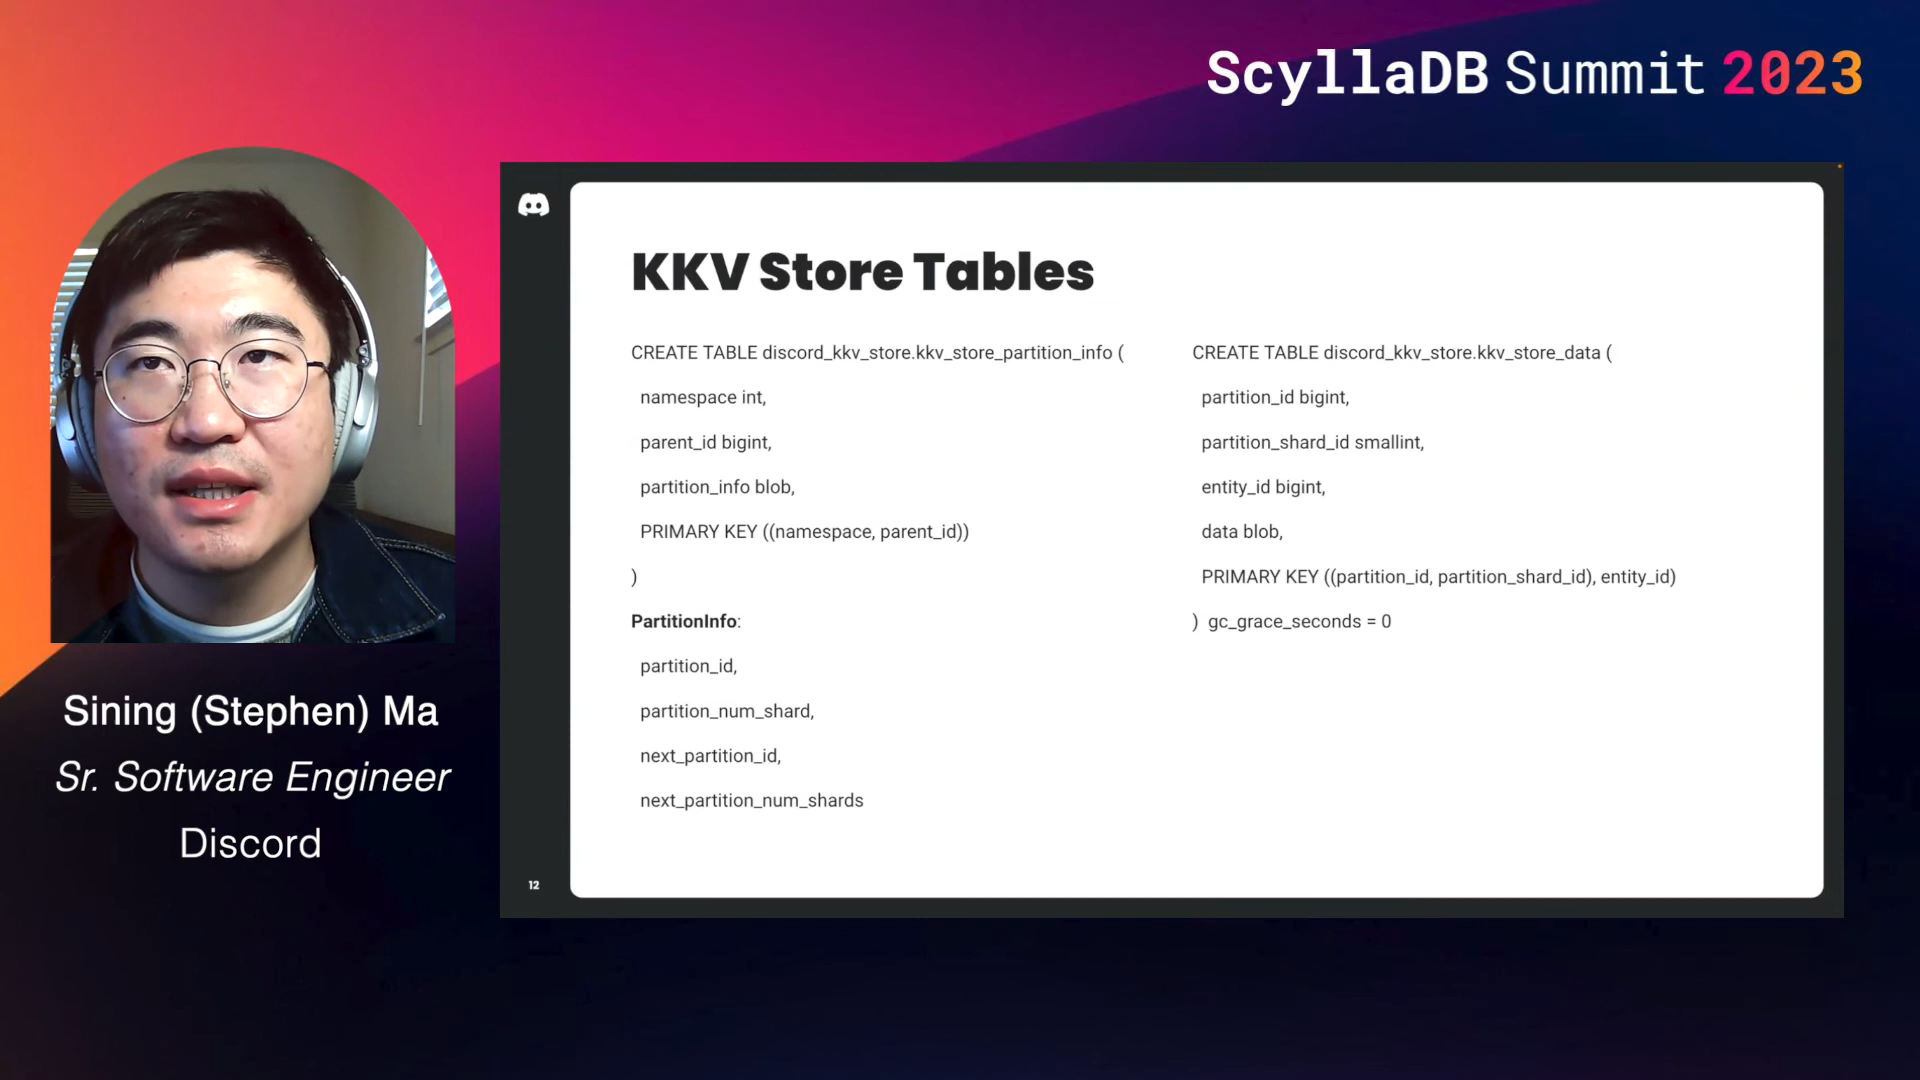 ScyllaDB Summit 2023
KKV Store Tables
CREATE TABLE discord_kkv_store.kkv_store_partition_info (
namespace int,
parent_id bigint,
partition_info blob,
PRIMARY KEY ((namespace, parent_id))
)
PartitionInfo:
partition_id,
partition_num_shard,
next_partition_id,
next_partition_num_shards
CREATE TABLE discord_kkv_store.kkv_store_data (
partition_id bigint,
partition_shard_id smallint,
entity_id bigint,
data blob,
PRIMARY KEY ((partition_id, partition_shard_id), entity_id)
) gc_grace_seconds = 0
12
Sining (Stephen) Ma
Sr. Software Engineer
Discord